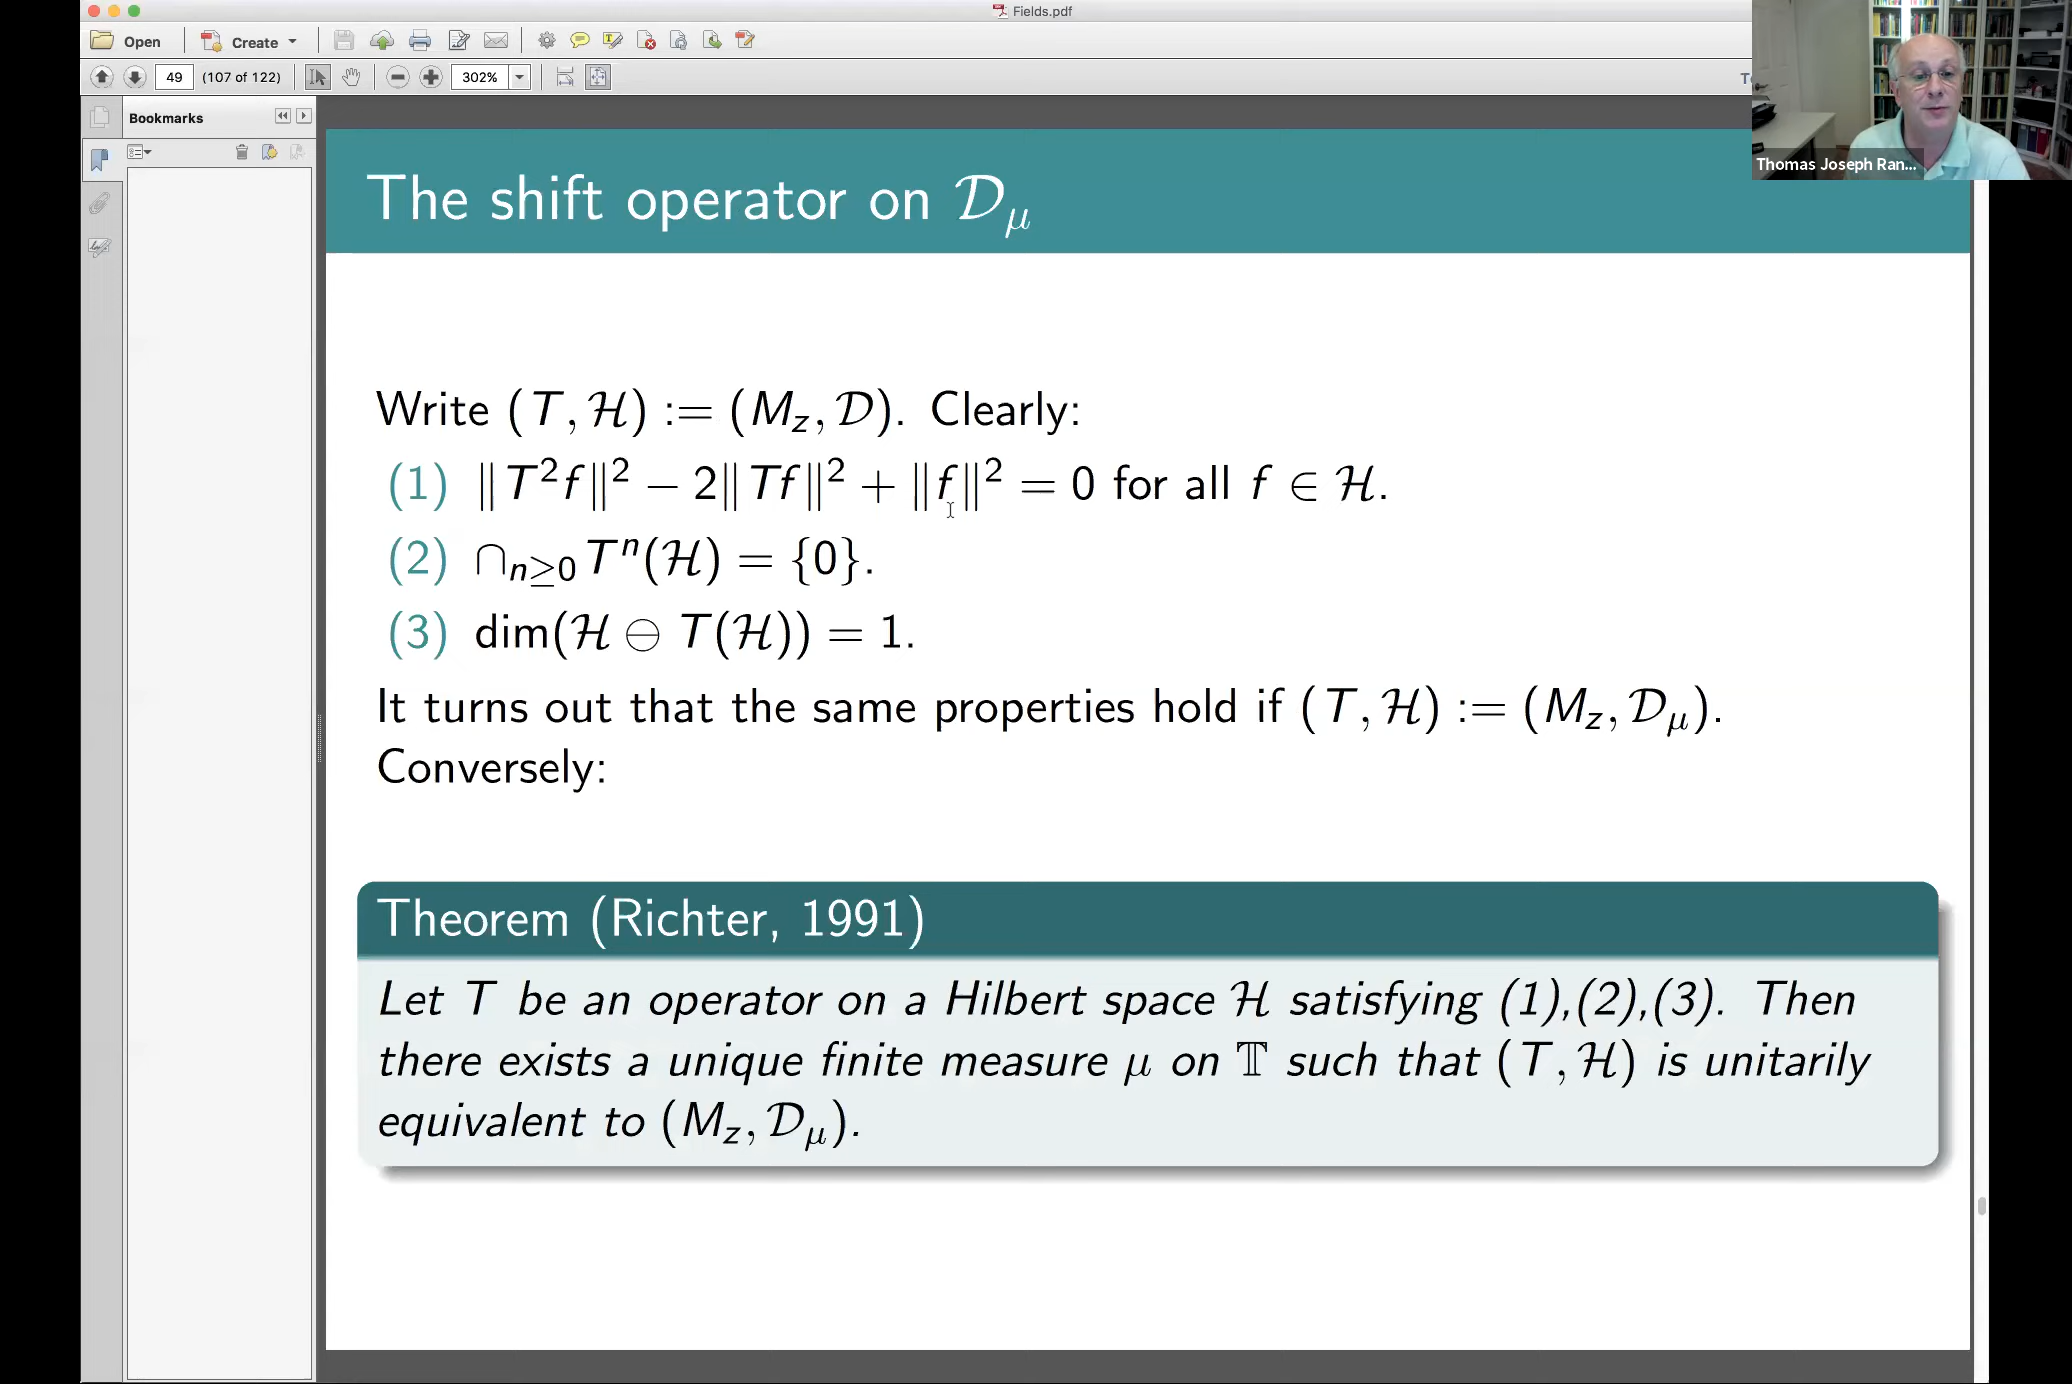 Fields.pdf
Open
Create
49
(107 of 122)
302%
Bookmarks
Thomas Joseph Ran...
The shift operator on 𝒟_μ
Write (T, ℋ) := (M_z, 𝒟). Clearly:
(1) ‖T²f‖² − 2‖Tf‖² + ‖f‖² = 0 for all f ∈ ℋ.
(2) ∩_{n≥0} Tⁿ(ℋ) = {0}.
(3) dim(ℋ ⊖ T(ℋ)) = 1.
It turns out that the same properties hold if (T, ℋ) := (M_z, 𝒟_μ).
Conversely:
Theorem (Richter, 1991)
Let T be an operator on a Hilbert space ℋ satisfying (1),(2),(3). Then
there exists a unique finite measure μ on 𝕋 such that (T, ℋ) is unitarily
equivalent to (M_z, 𝒟_μ).